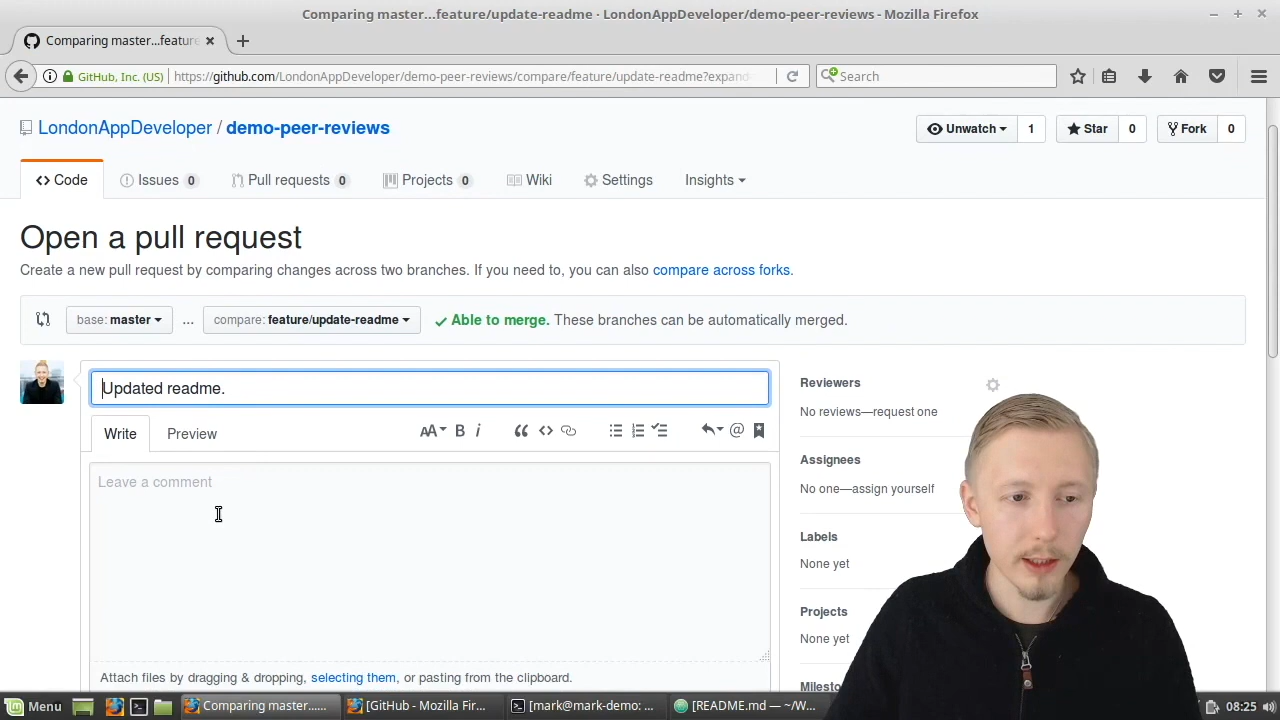 Comparing master...feature/update-readme · LondonAppDeveloper/demo-peer-reviews - Mozilla Firefox
Comparing master...feature
GitHub, Inc. (US)
https://github.com/LondonAppDeveloper/demo-peer-reviews/compare/feature/update-readme?expand
Search
LondonAppDeveloper / demo-peer-reviews
Unwatch 1
Star 0
Fork 0
Code
Issues 0
Pull requests 0
Projects 0
Wiki
Settings
Insights
Open a pull request
Create a new pull request by comparing changes across two branches. If you need to, you can also compare across forks.
base: master ... compare: feature/update-readme Able to merge. These branches can be automatically merged.
Updated readme.
Write
Preview
AA B i
Leave a comment
Attach files by dragging & dropping, selecting them, or pasting from the clipboard.
Reviewers
No reviews—request one
Assignees
No one—assign yourself
Labels
None yet
Projects
None yet
Milesto
Menu
Comparing master......
[GitHub - Mozilla Fir...
[mark@mark-demo: ...
[README.md — ~/W...
08:25